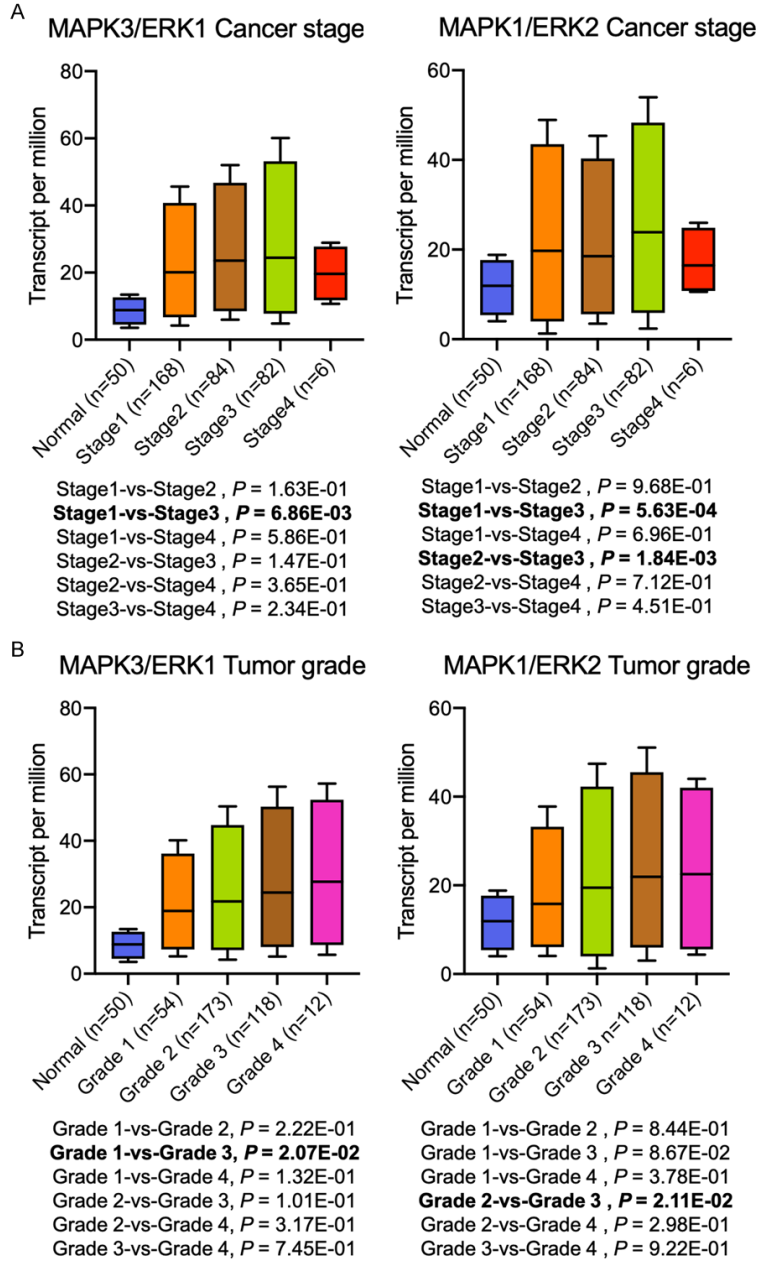 A
MAPK3/ERK1 Cancer stage
Transcript per million
80
60
40
20
0
Normal (n=50)
Stage1 (n=168)
Stage2 (n=84)
Stage3 (n=82)
Stage4 (n=6)
Stage1-vs-Stage2 , P = 1.63E-01
Stage1-vs-Stage3 , P = 6.86E-03
Stage1-vs-Stage4 , P = 5.86E-01
Stage2-vs-Stage3 , P = 1.47E-01
Stage2-vs-Stage4 , P = 3.65E-01
Stage3-vs-Stage4 , P = 2.34E-01
MAPK1/ERK2 Cancer stage
Transcript per million
60
40
20
0
Normal (n=50)
Stage1 (n=168)
Stage2 (n=84)
Stage3 (n=82)
Stage4 (n=6)
Stage1-vs-Stage2 , P = 9.68E-01
Stage1-vs-Stage3 , P = 5.63E-04
Stage1-vs-Stage4 , P = 6.96E-01
Stage2-vs-Stage3 , P = 1.84E-03
Stage2-vs-Stage4 , P = 7.12E-01
Stage3-vs-Stage4 , P = 4.51E-01
B
MAPK3/ERK1 Tumor grade
Transcript per million
80
60
40
20
0
Normal (n=50)
Grade 1 (n=54)
Grade 2 (n=173)
Grade 3 n=118)
Grade 4 (n=12)
Grade 1-vs-Grade 2, P = 2.22E-01
Grade 1-vs-Grade 3, P = 2.07E-02
Grade 1-vs-Grade 4, P = 1.32E-01
Grade 2-vs-Grade 3, P = 1.01E-01
Grade 2-vs-Grade 4, P = 3.17E-01
Grade 3-vs-Grade 4, P = 7.45E-01
MAPK1/ERK2 Tumor grade
Transcript per million
60
40
20
0
Normal (n=50)
Grade 1 (n=54)
Grade 2 (n=173)
Grade 3 n=118)
Grade 4 (n=12)
Grade 1-vs-Grade 2 , P = 8.44E-01
Grade 1-vs-Grade 3 , P = 8.67E-02
Grade 1-vs-Grade 4 , P = 3.78E-01
Grade 2-vs-Grade 3 , P = 2.11E-02
Grade 2-vs-Grade 4 , P = 2.98E-01
Grade 3-vs-Grade 4 , P = 9.22E-01